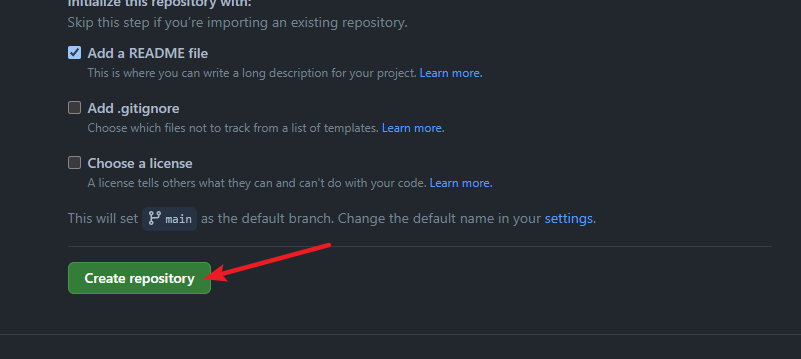 Initialize this repository with:
Skip this step if you're importing an existing repository.
Add a README file
This is where you can write a long description for your project. Learn more.
Add .gitignore
Choose which files not to track from a list of templates. Learn more.
Choose a license
A license tells others what they can and can't do with your code. Learn more.
This will set main as the default branch. Change the default name in your settings.
Create repository